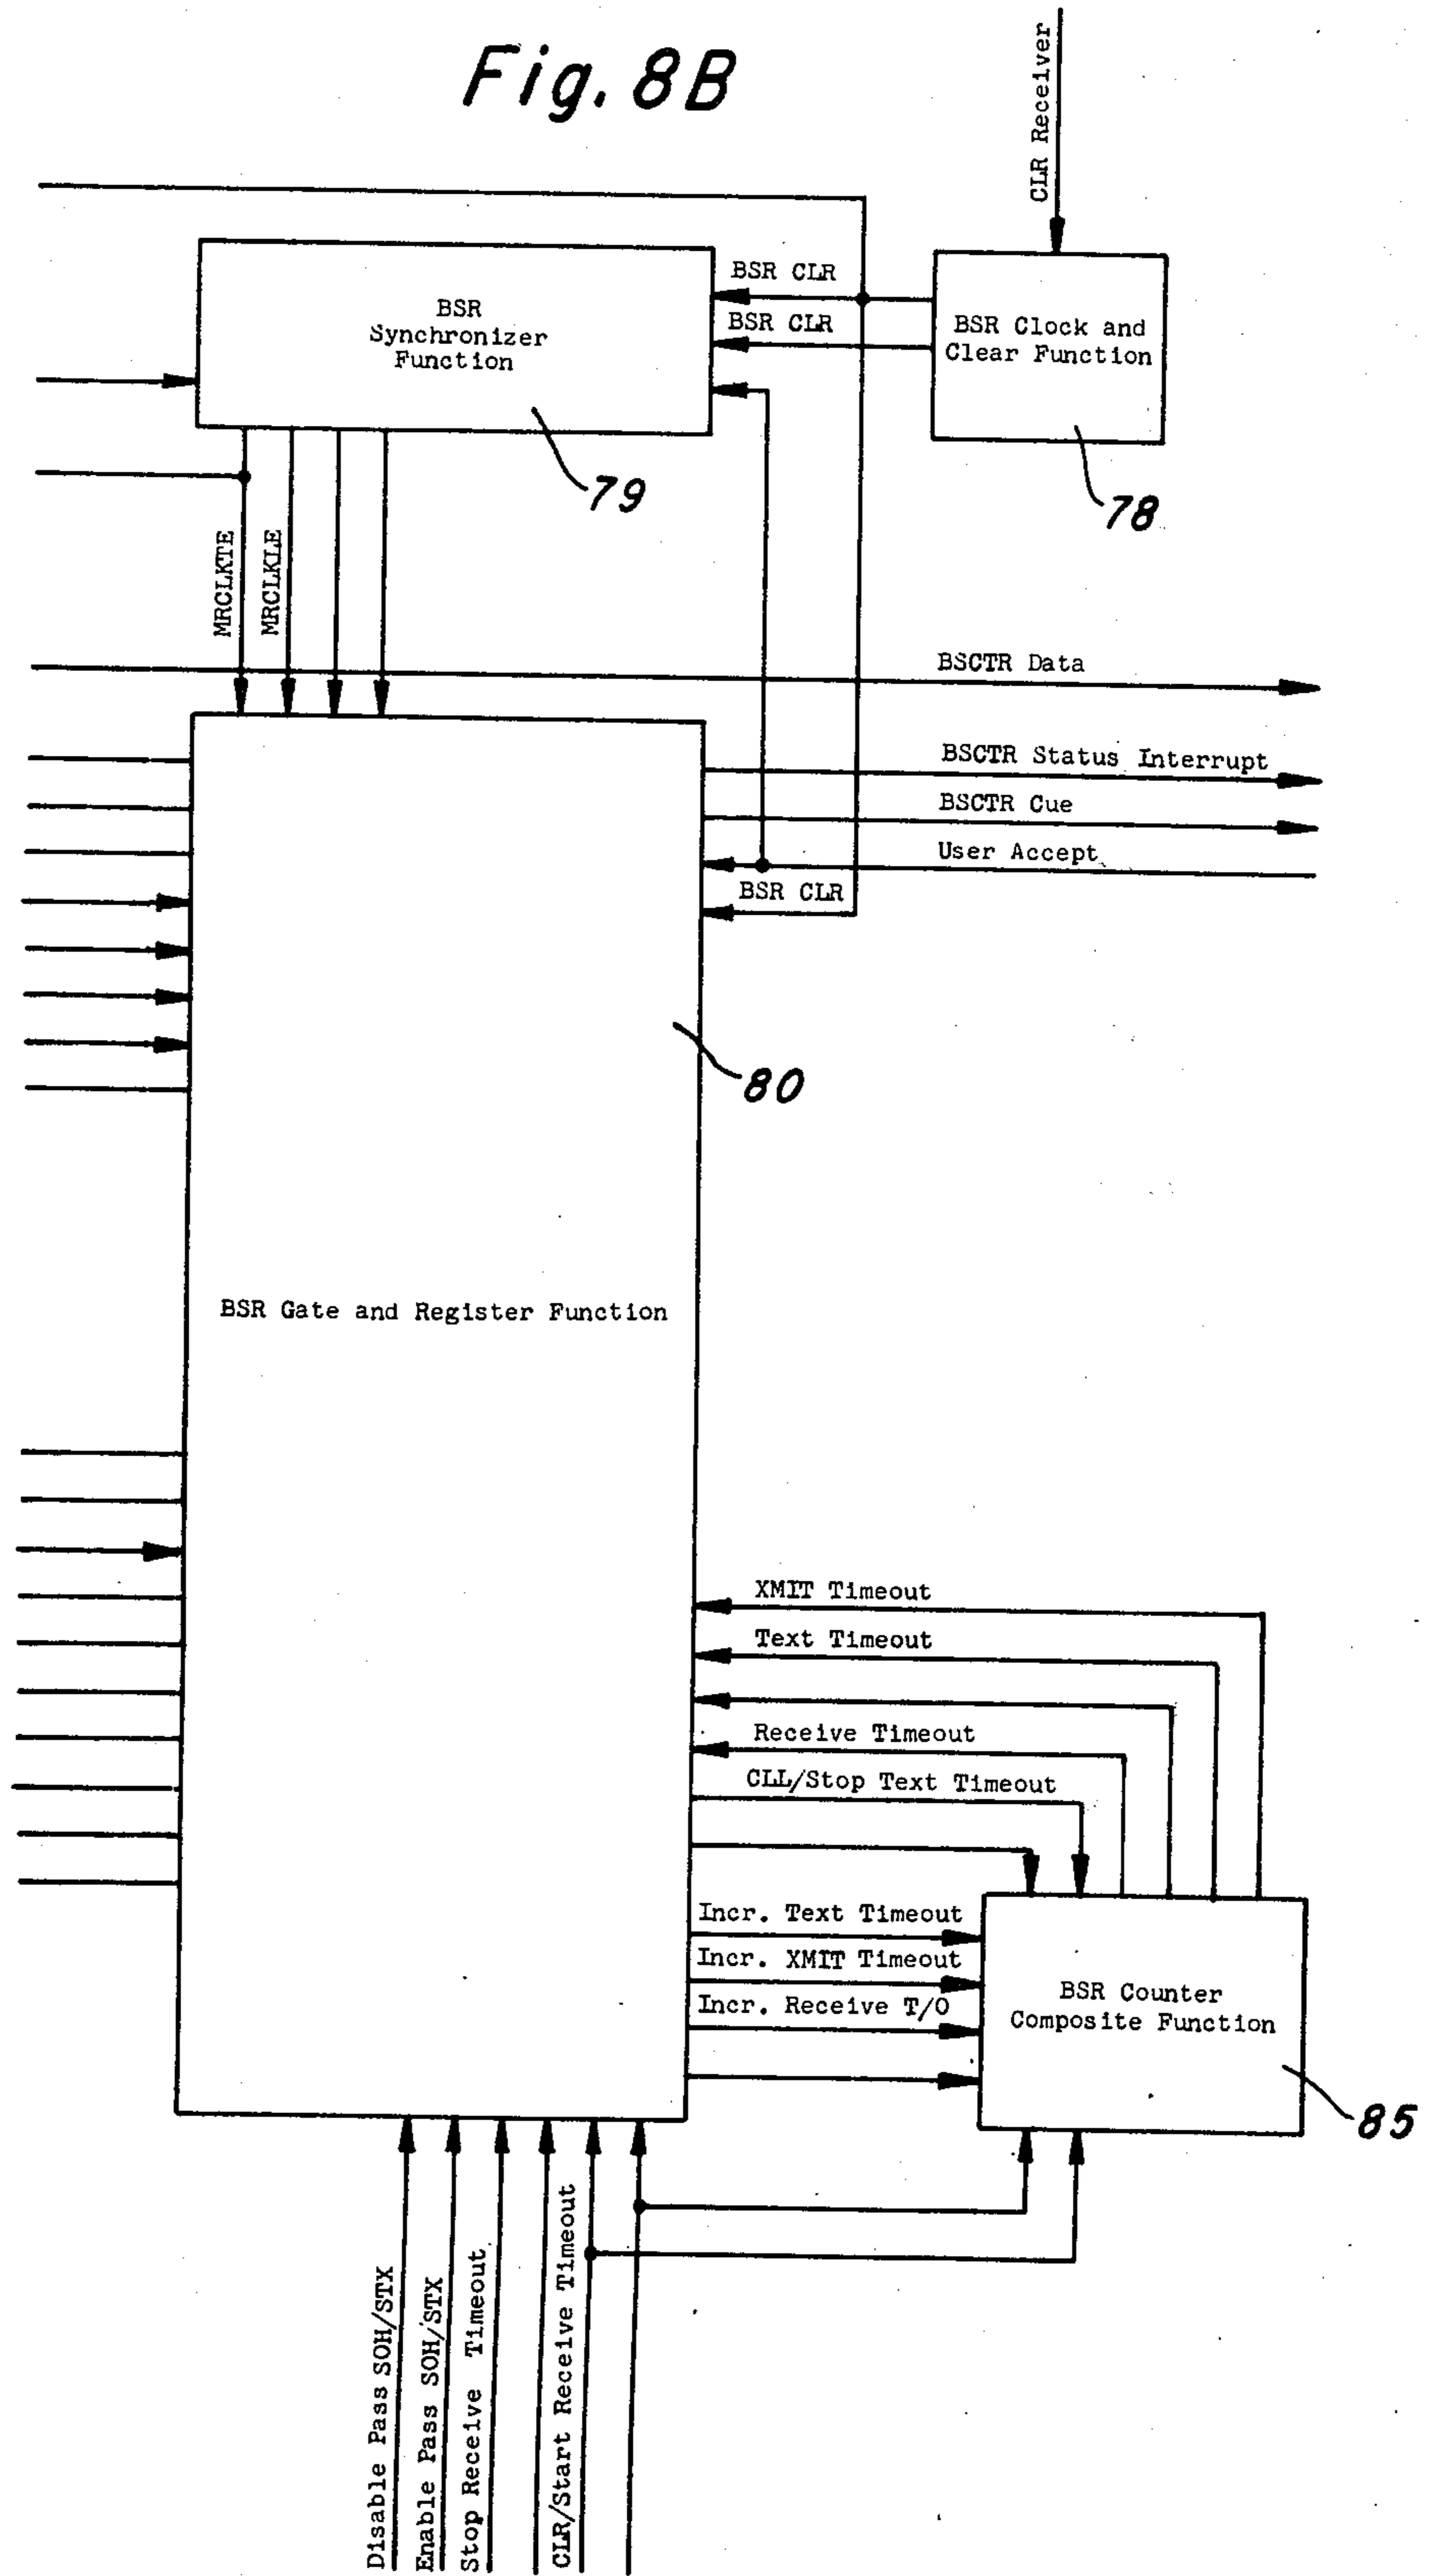 Fig. 8B
CLR Receiver
BSR CLR
BSR
Synchronizer
Function
BSR CLR
BSR Clock and
Clear Function
79
78
MRCLKTE
MRCLKLE
BSCTR Data
BSCTR Status Interrupt
BSCTR Cue
User Accept
BSR CLR
80
BSR Gate and Register Function
XMIT Timeout
Text Timeout
Receive Timeout
CLL/Stop Text Timeout
Incr. Text Timeout
Incr. XMIT Timeout
Incr. Receive T/O
BSR Counter
Composite Function
85
Disable Pass SOH/STX
Enable Pass SOH/STX
Stop Receive Timeout
CLR/Start Receive Timeout